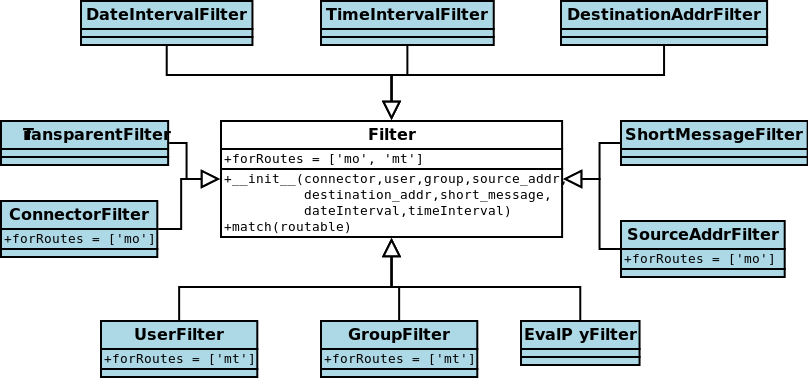 DateIntervalFilter
TimeIntervalFilter
DestinationAddrFilter
TansparentFilter
Filter
ShortMessageFilter
+forRoutes = ['mo', 'mt']
+__init__(connector,user,group,source_addr,
destination_addr,short_message,
dateInterval,timeInterval)
+match(routable)
ConnectorFilter
+forRoutes = ['mo']
SourceAddrFilter
+forRoutes = ['mo']
UserFilter
+forRoutes = ['mt']
GroupFilter
+forRoutes = ['mt']
EvalP yFilter